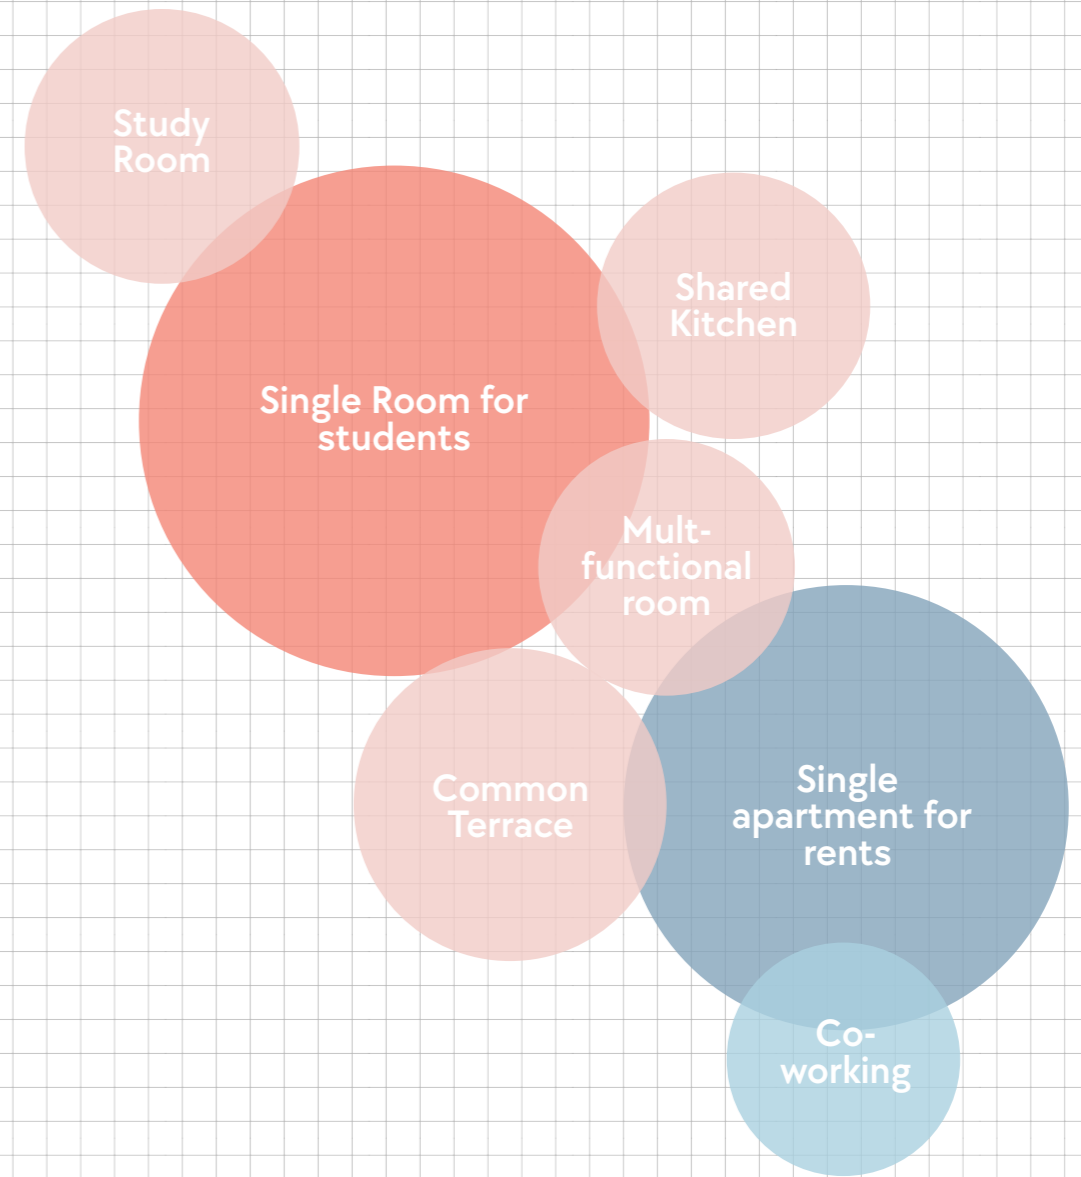 Study
Room
Shared
Kitchen
Single Room for
students
Mult-
functional
room
Common
Terrace
Single
apartment for
rents
Co-
working